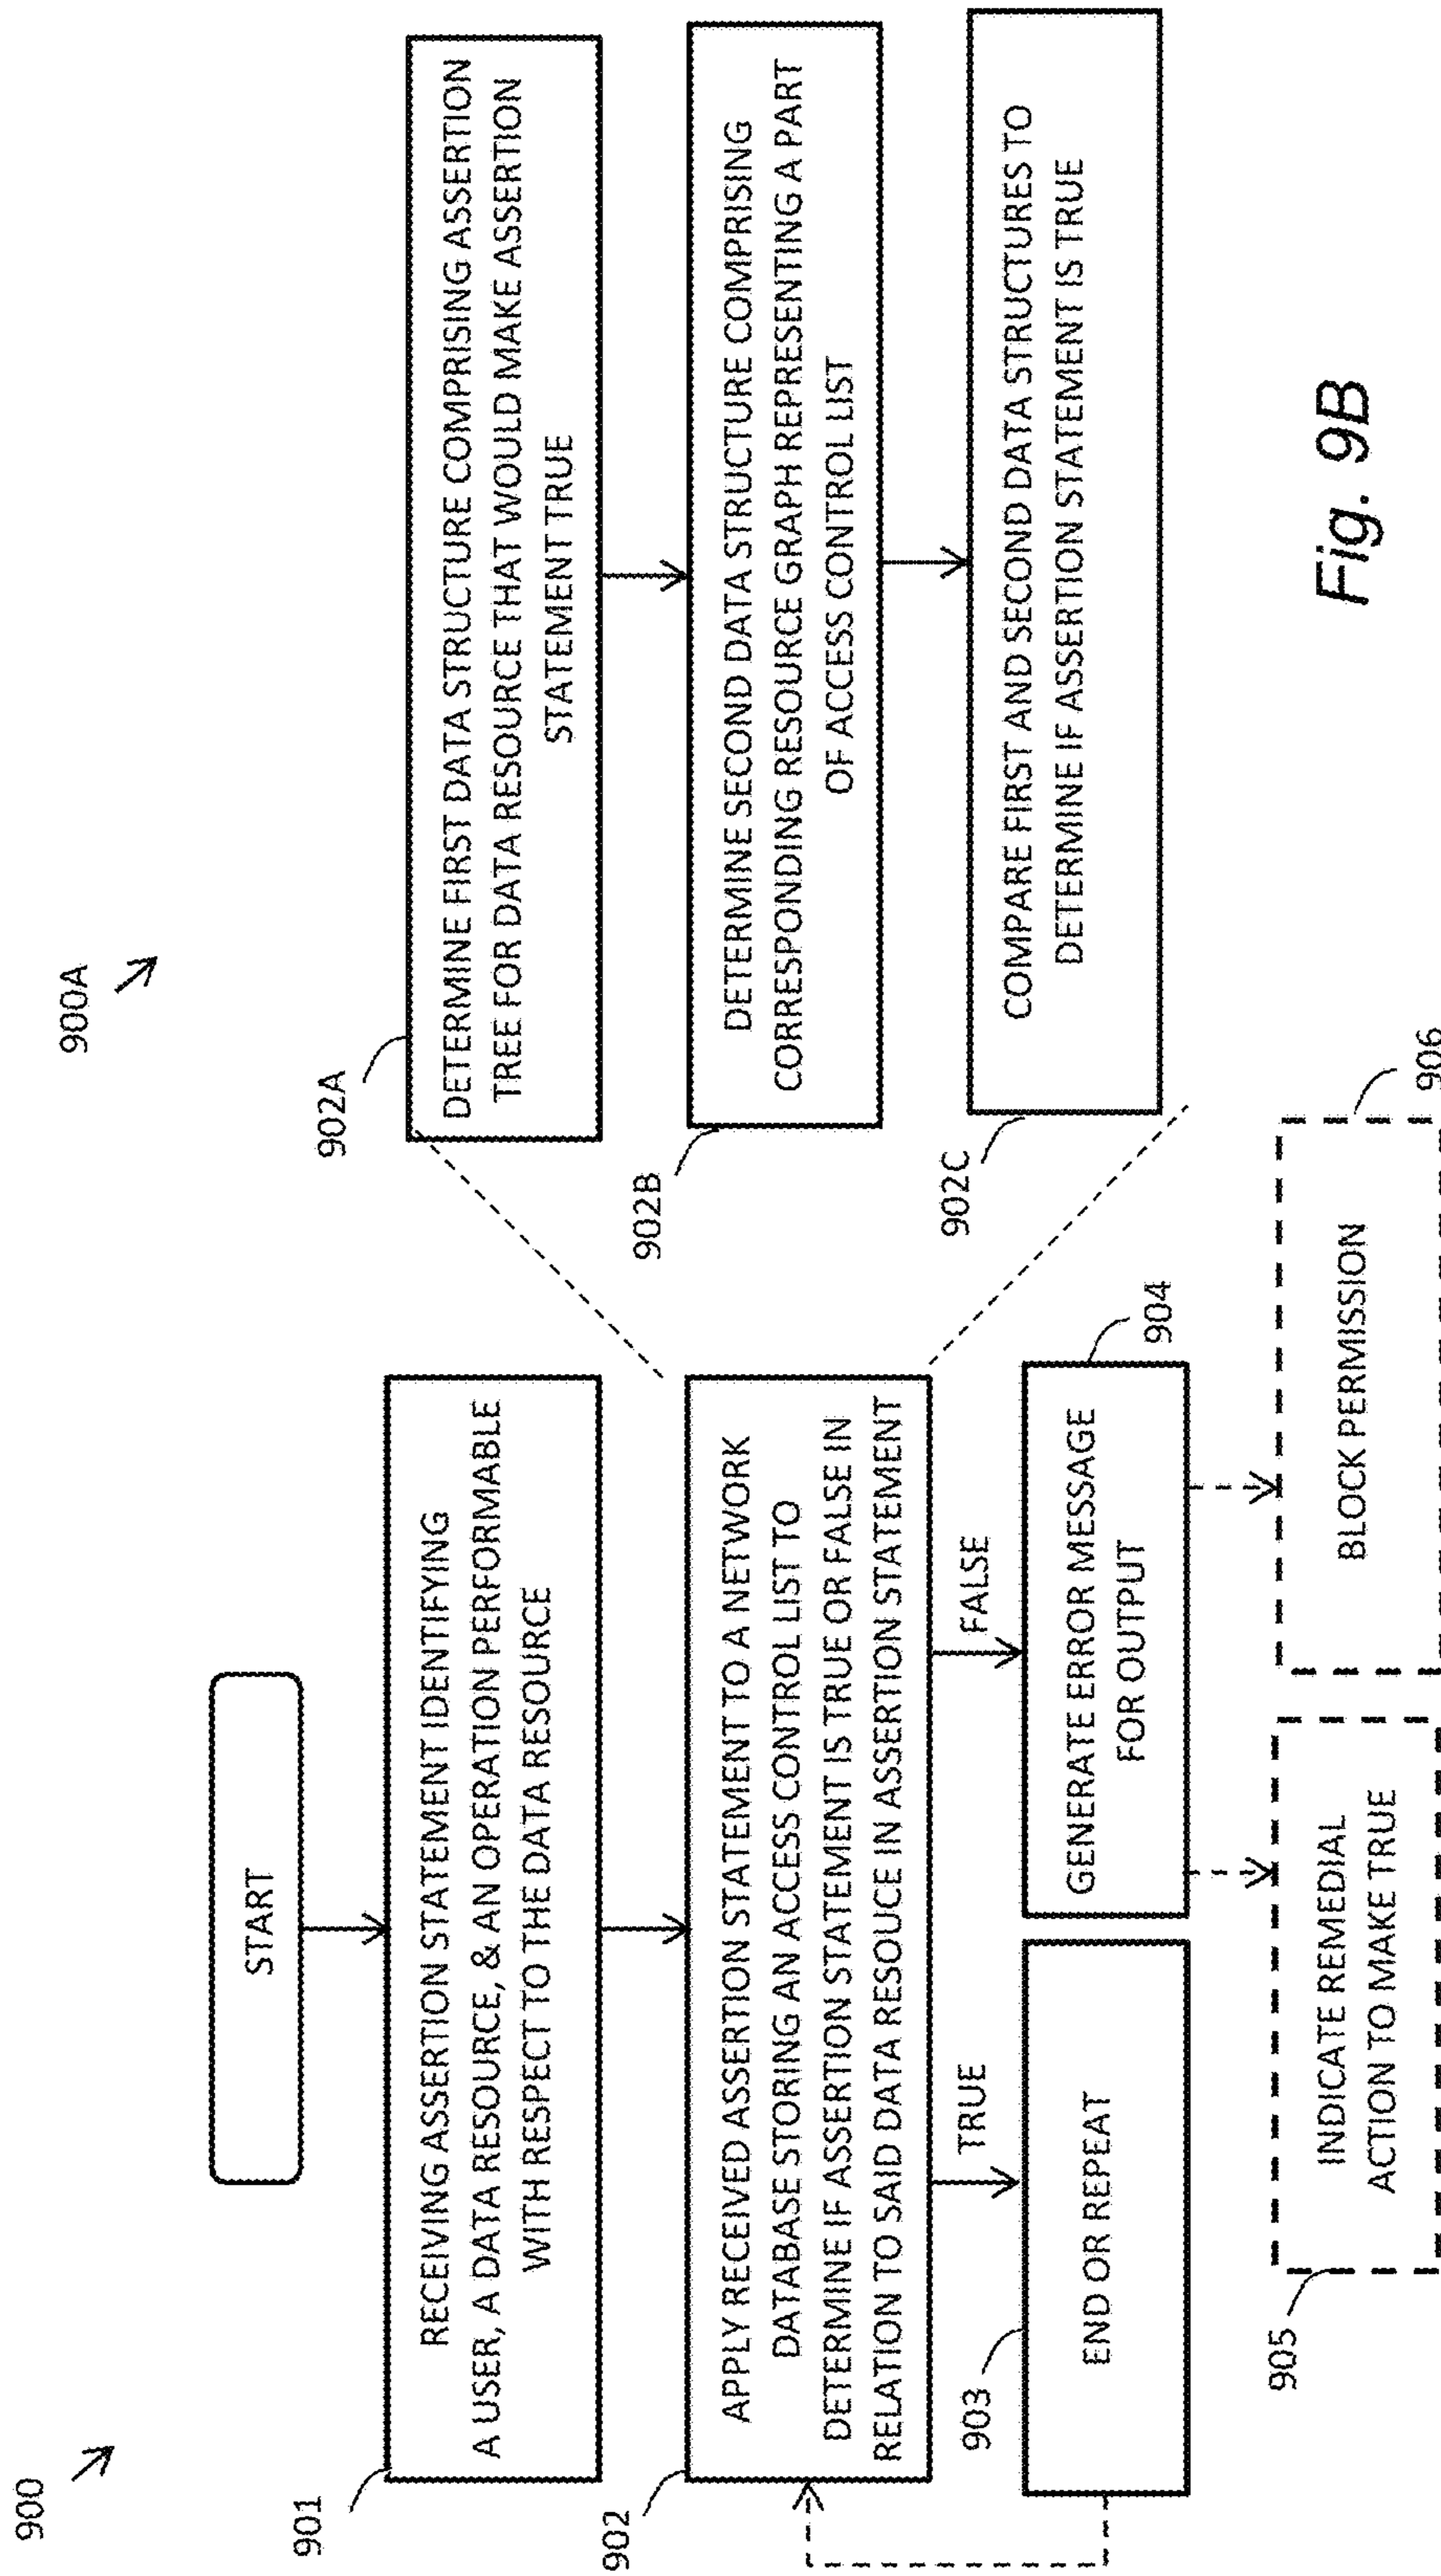 900
START
901
RECEIVING ASSERTION STATEMENT IDENTIFYING
A USER, A DATA RESOURCE, & AN OPERATION PERFORMABLE
WITH RESPECT TO THE DATA RESOURCE
902
APPLY RECEIVED ASSERTION STATEMENT TO A NETWORK
DATABASE STORING AN ACCESS CONTROL LIST TO
DETERMINE IF ASSERTION STATEMENT IS TRUE OR FALSE IN
RELATION TO SAID DATA RESOUCE IN ASSERTION STATEMENT
TRUE
FALSE
903
END OR REPEAT
904
GENERATE ERROR MESSAGE
FOR OUTPUT
905
INDICATE REMEDIAL
ACTION TO MAKE TRUE
906
BLOCK PERMISSION
900A
902A
DETERMINE FIRST DATA STRUCTURE COMPRISING ASSERTION
TREE FOR DATA RESOURCE THAT WOULD MAKE ASSERTION
STATEMENT TRUE
902B
DETERMINE SECOND DATA STRUCTURE COMPRISING
CORRESPONDING RESOURCE GRAPH REPRESENTING A PART
OF ACCESS CONTROL LIST
902C
COMPARE FIRST AND SECOND DATA STRUCTURES TO
DETERMINE IF ASSERTION STATEMENT IS TRUE
Fig. 9B